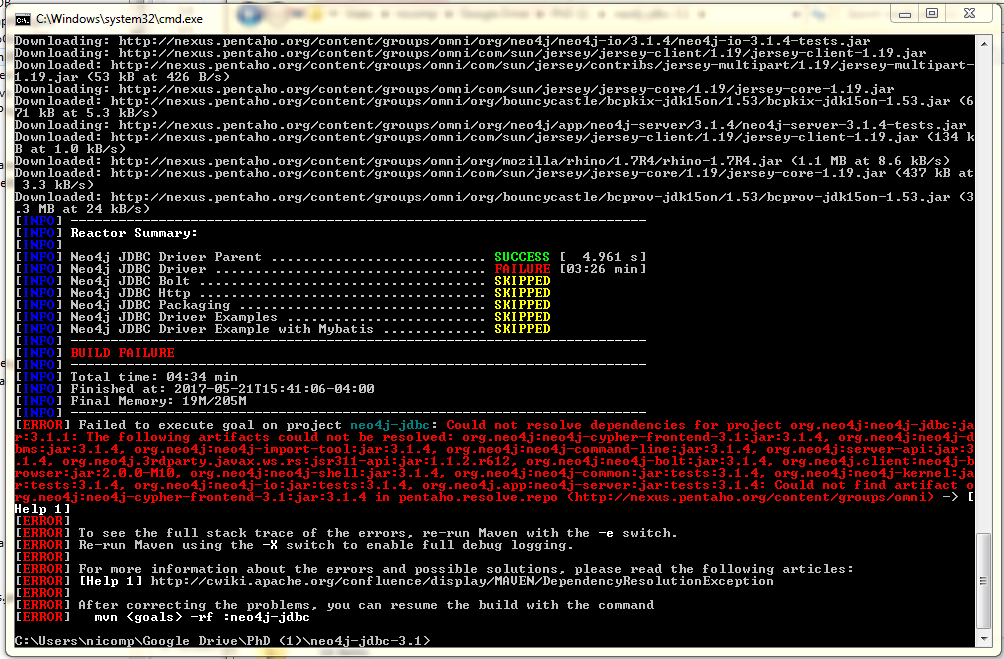 C:\Windows\system32\cmd.exe
Downloading: http://nexus.pentaho.org/content/groups/omni/org/neo4j/neo4j-io/3.1.4/neo4j-io-3.1.4-tests.jar
Downloading: http://nexus.pentaho.org/content/groups/omni/com/sun/jersey/jersey-client/1.19/jersey-client-1.19.jar
Downloaded: http://nexus.pentaho.org/content/groups/omni/com/sun/jersey/contribs/jersey-multipart/1.19/jersey-multipart-
1.19.jar (53 kB at 426 B/s)
Downloading: http://nexus.pentaho.org/content/groups/omni/com/sun/jersey/jersey-core/1.19/jersey-core-1.19.jar
Downloaded: http://nexus.pentaho.org/content/groups/omni/org/bouncycastle/bcpkix-jdk15on/1.53/bcpkix-jdk15on-1.53.jar (6
71 kB at 5.3 kB/s)
Downloading: http://nexus.pentaho.org/content/groups/omni/org/neo4j/app/neo4j-server/3.1.4/neo4j-server-3.1.4-tests.jar
Downloaded: http://nexus.pentaho.org/content/groups/omni/com/sun/jersey/jersey-client/1.19/jersey-client-1.19.jar (134 k
B at 1.0 kB/s)
Downloaded: http://nexus.pentaho.org/content/groups/omni/org/mozilla/rhino/1.7R4/rhino-1.7R4.jar (1.1 MB at 8.6 kB/s)
Downloaded: http://nexus.pentaho.org/content/groups/omni/com/sun/jersey/jersey-core/1.19/jersey-core-1.19.jar (437 kB at
 3.3 kB/s)
Downloaded: http://nexus.pentaho.org/content/groups/omni/org/bouncycastle/bcprov-jdk15on/1.53/bcprov-jdk15on-1.53.jar (3
.3 MB at 24 kB/s)
[INFO] ------------------------------------------------------------------------
[INFO] Reactor Summary:
[INFO]
[INFO] Neo4j JDBC Driver Parent ........................... SUCCESS [  4.961 s]
[INFO] Neo4j JDBC Driver .................................. FAILURE [03:26 min]
[INFO] Neo4j JDBC Bolt .................................... SKIPPED
[INFO] Neo4j JDBC Http .................................... SKIPPED
[INFO] Neo4j JDBC Packaging ............................... SKIPPED
[INFO] Neo4j JDBC Driver Examples ......................... SKIPPED
[INFO] Neo4j JDBC Driver Example with Mybatis ............. SKIPPED
[INFO] ------------------------------------------------------------------------
[INFO] BUILD FAILURE
[INFO] ------------------------------------------------------------------------
[INFO] Total time: 04:34 min
[INFO] Finished at: 2017-05-21T15:41:06-04:00
[INFO] Final Memory: 19M/205M
[INFO] ------------------------------------------------------------------------
[ERROR] Failed to execute goal on project neo4j-jdbc: Could not resolve dependencies for project org.neo4j:neo4j-jdbc:ja
r:3.1.1: The following artifacts could not be resolved: org.neo4j:neo4j-cypher-frontend-3.1:jar:3.1.4, org.neo4j:neo4j-d
bms:jar:3.1.4, org.neo4j:neo4j-import-tool:jar:3.1.4, org.neo4j:neo4j-command-line:jar:3.1.4, org.neo4j:server-api:jar:3
.1.4, org.neo4j.3rdparty.javax.ws.rs:jsr311-api:jar:1.1.2.r612, org.neo4j:neo4j-bolt:jar:3.1.4, org.neo4j.client:neo4j-b
rowser:jar:2.0.0-M10, org.neo4j:neo4j-shell:jar:3.1.4, org.neo4j:neo4j-common:jar:tests:3.1.4, org.neo4j:neo4j-kernel:ja
r:tests:3.1.4, org.neo4j:neo4j-io:jar:tests:3.1.4, org.neo4j.app:neo4j-server:jar:tests:3.1.4: Could not find artifact o
rg.neo4j:neo4j-cypher-frontend-3.1:jar:3.1.4 in pentaho.resolve.repo (http://nexus.pentaho.org/content/groups/omni) -> [
Help 1]
[ERROR]
[ERROR] To see the full stack trace of the errors, re-run Maven with the -e switch.
[ERROR] Re-run Maven using the -X switch to enable full debug logging.
[ERROR]
[ERROR] For more information about the errors and possible solutions, please read the following articles:
[ERROR] [Help 1] http://cwiki.apache.org/confluence/display/MAVEN/DependencyResolutionException
[ERROR]
[ERROR] After correcting the problems, you can resume the build with the command
[ERROR]   mvn <goals> -rf :neo4j-jdbc
C:\Users\nicomp\Google Drive\PhD (1)\neo4j-jdbc-3.1>